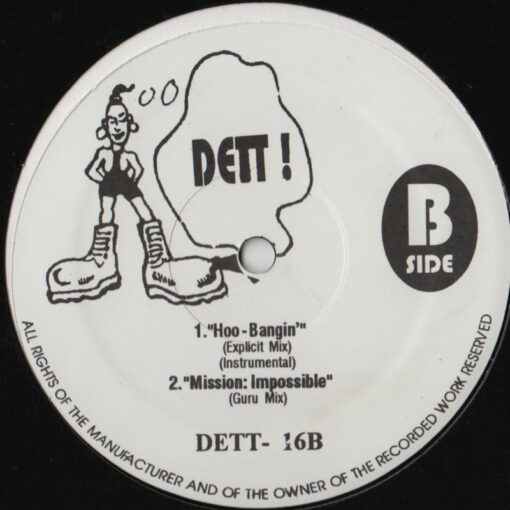 DETT !
B
SIDE
1."Hoo-Bangin'"
(Explicit Mix)
(Instrumental)
2."Mission: Impossible"
(Guru Mix)
DETT- 16B
ALL RIGHTS OF THE MANUFACTURER AND OF THE OWNER OF THE RECORDED WORK RESERVED